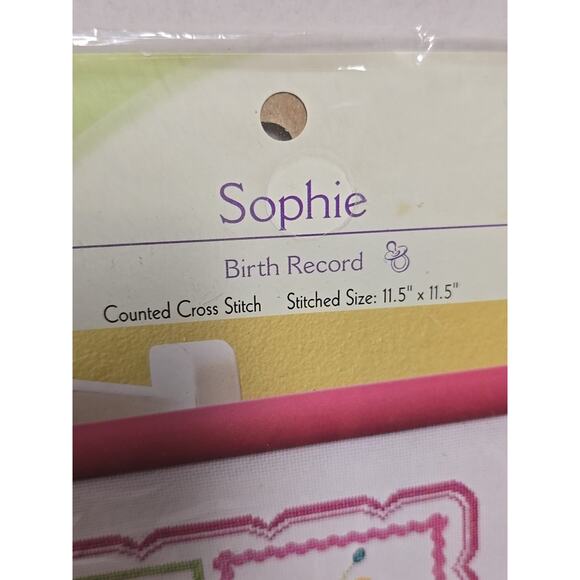 Sophie
Birth Record
Counted Cross Stitch Stitched Size: 11.5" x 11.5"